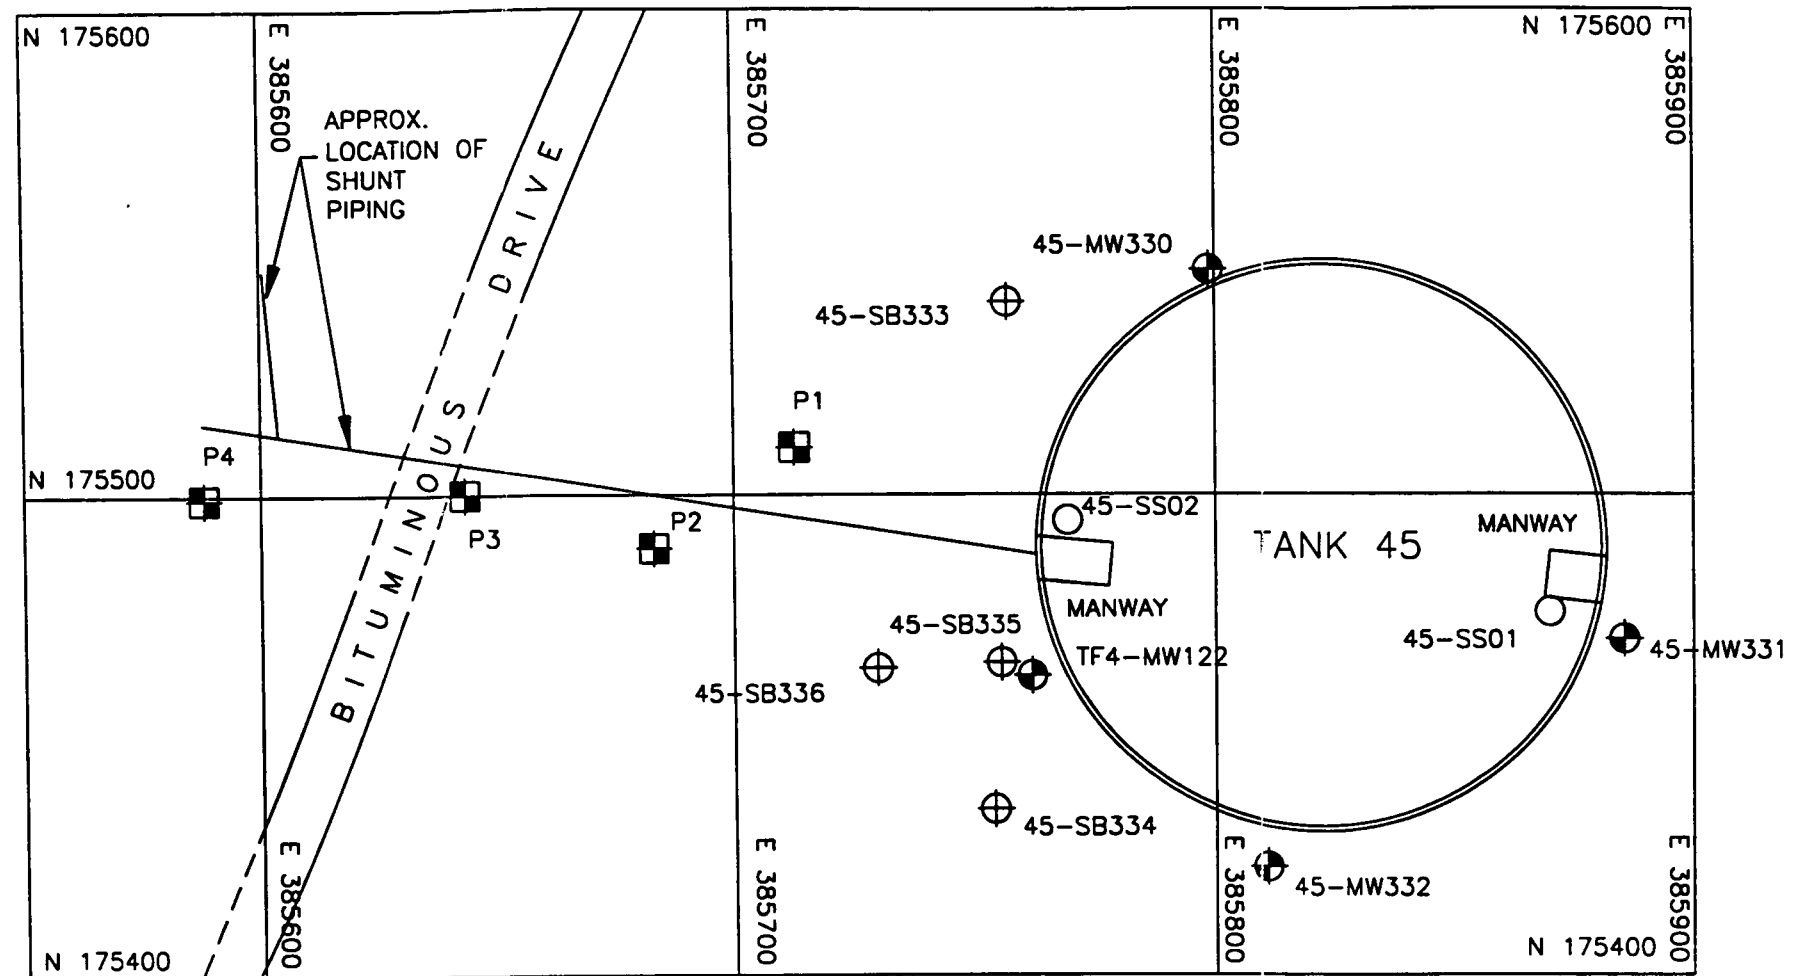 N 175600
E 385600
E 385700
E 385800
N 175600
E 385900
APPROX.
LOCATION OF
SHUNT
PIPING
BITUMINOUS DRIVE
45-MW330
45-SB333
P1
P4
N 175500
P3
P2
45-SS02
TANK 45
MANWAY
MANWAY
45-SB335
TF4-MW122
45-SS01
45-MW331
45-SB336
45-SB334
45-MW332
N 175400
E 385600
E 385700
E 385800
N 175400
E 385900